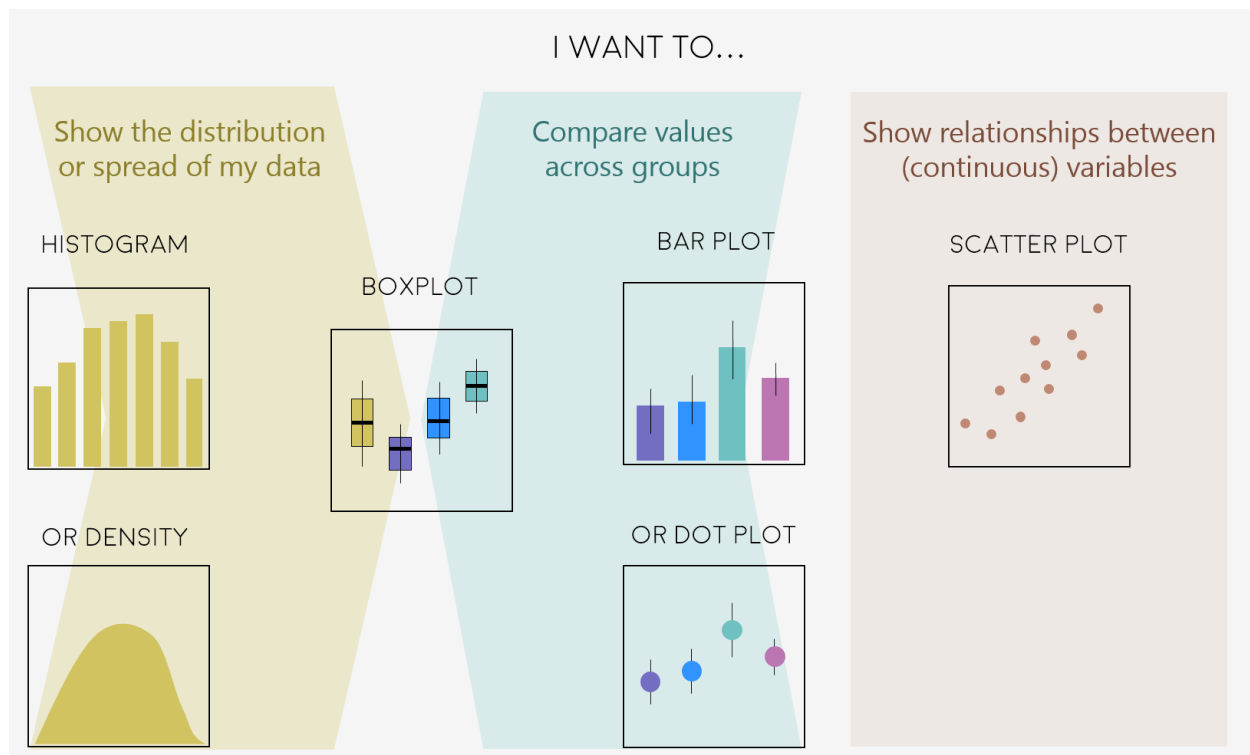 I WANT TO...
Show the distribution
or spread of my data
Compare values
across groups
Show relationships between
(continuous) variables
HISTOGRAM
BOXPLOT
BAR PLOT
SCATTER PLOT
OR DENSITY
OR DOT PLOT